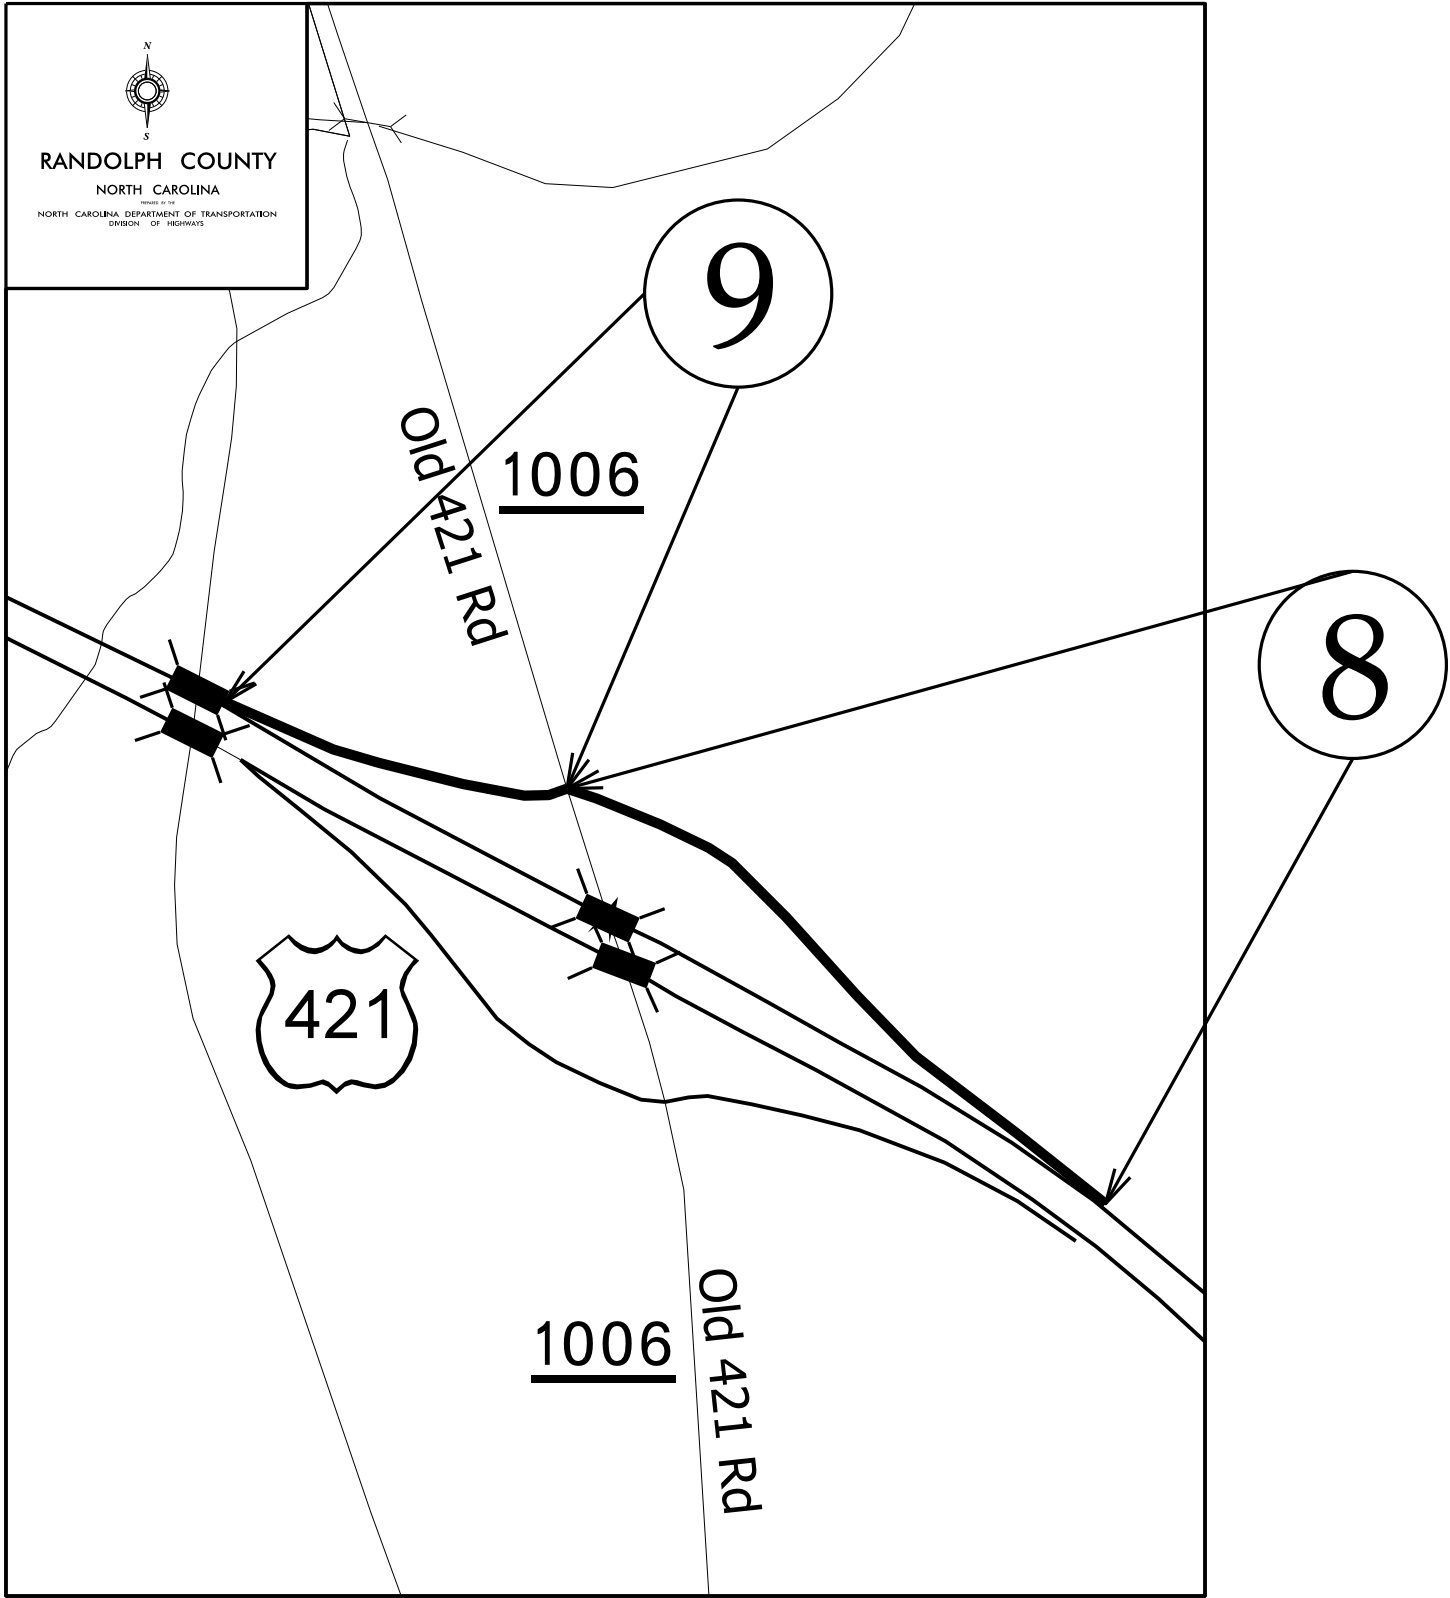 N
S
RANDOLPH COUNTY
NORTH CAROLINA
PREPARED BY THE
NORTH CAROLINA DEPARTMENT OF TRANSPORTATION
DIVISION OF HIGHWAYS
9
Old 421 Rd
1006
8
421
1006
Old 421 Rd